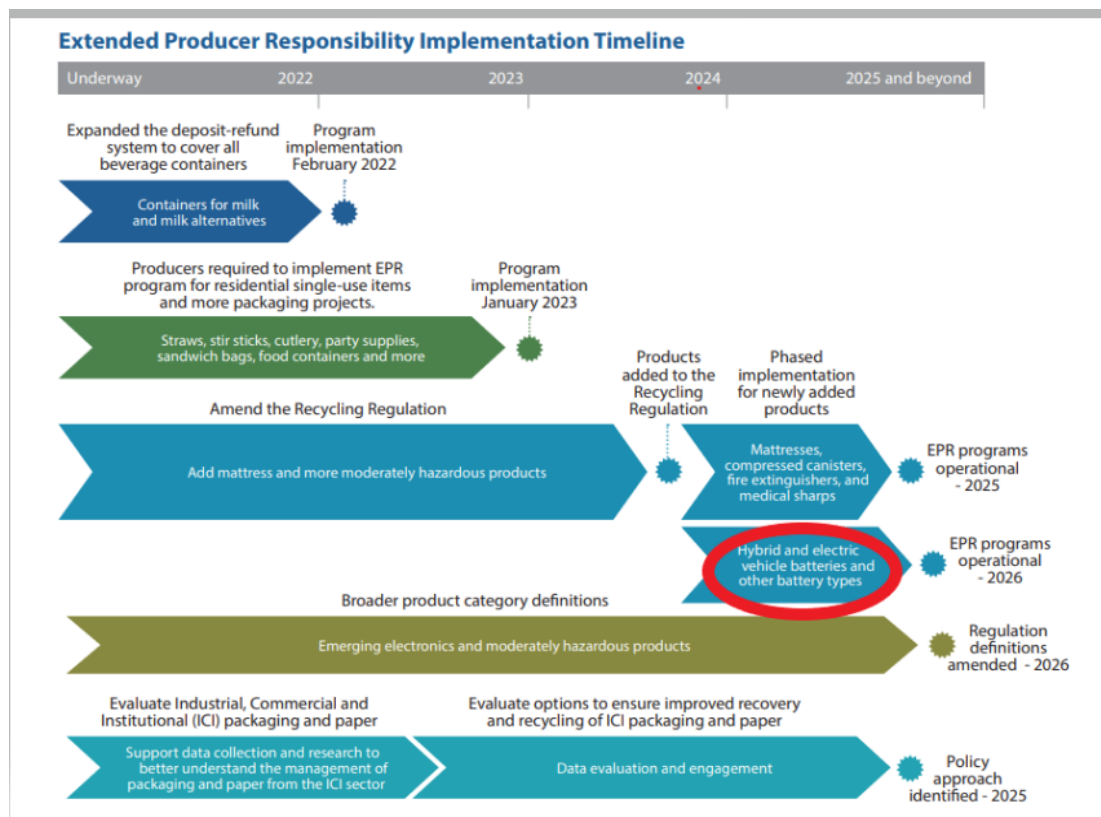 Extended Producer Responsibility Implementation Timeline
Underway 2022 2023 2024 2025 and beyond
Expanded the deposit-refund
system to cover all
beverage containers
Program
implementation
February 2022
Containers for milk
and milk alternatives
Producers required to implement EPR
program for residential single-use items
and more packaging projects.
Program
implementation
January 2023
Straws, stir sticks, cutlery, party supplies,
sandwich bags, food containers and more
Amend the Recycling Regulation
Products
added to the
Recycling
Regulation
Phased
implementation
for newly added
products
Add mattress and more moderately hazardous products
Mattresses,
compressed canisters,
fire extinguishers, and
medical sharps
EPR programs
operational
- 2025
Hybrid and electric
vehicle batteries and
other battery types
EPR programs
operational
- 2026
Broader product category definitions
Emerging electronics and moderately hazardous products
Regulation
definitions
amended - 2026
Evaluate Industrial, Commercial and
Institutional (ICI) packaging and paper
Evaluate options to ensure improved recovery
and recycling of ICI packaging and paper
Support data collection and research to
better understand the management of
packaging and paper from the ICI sector
Data evaluation and engagement
Policy
approach
identified - 2025